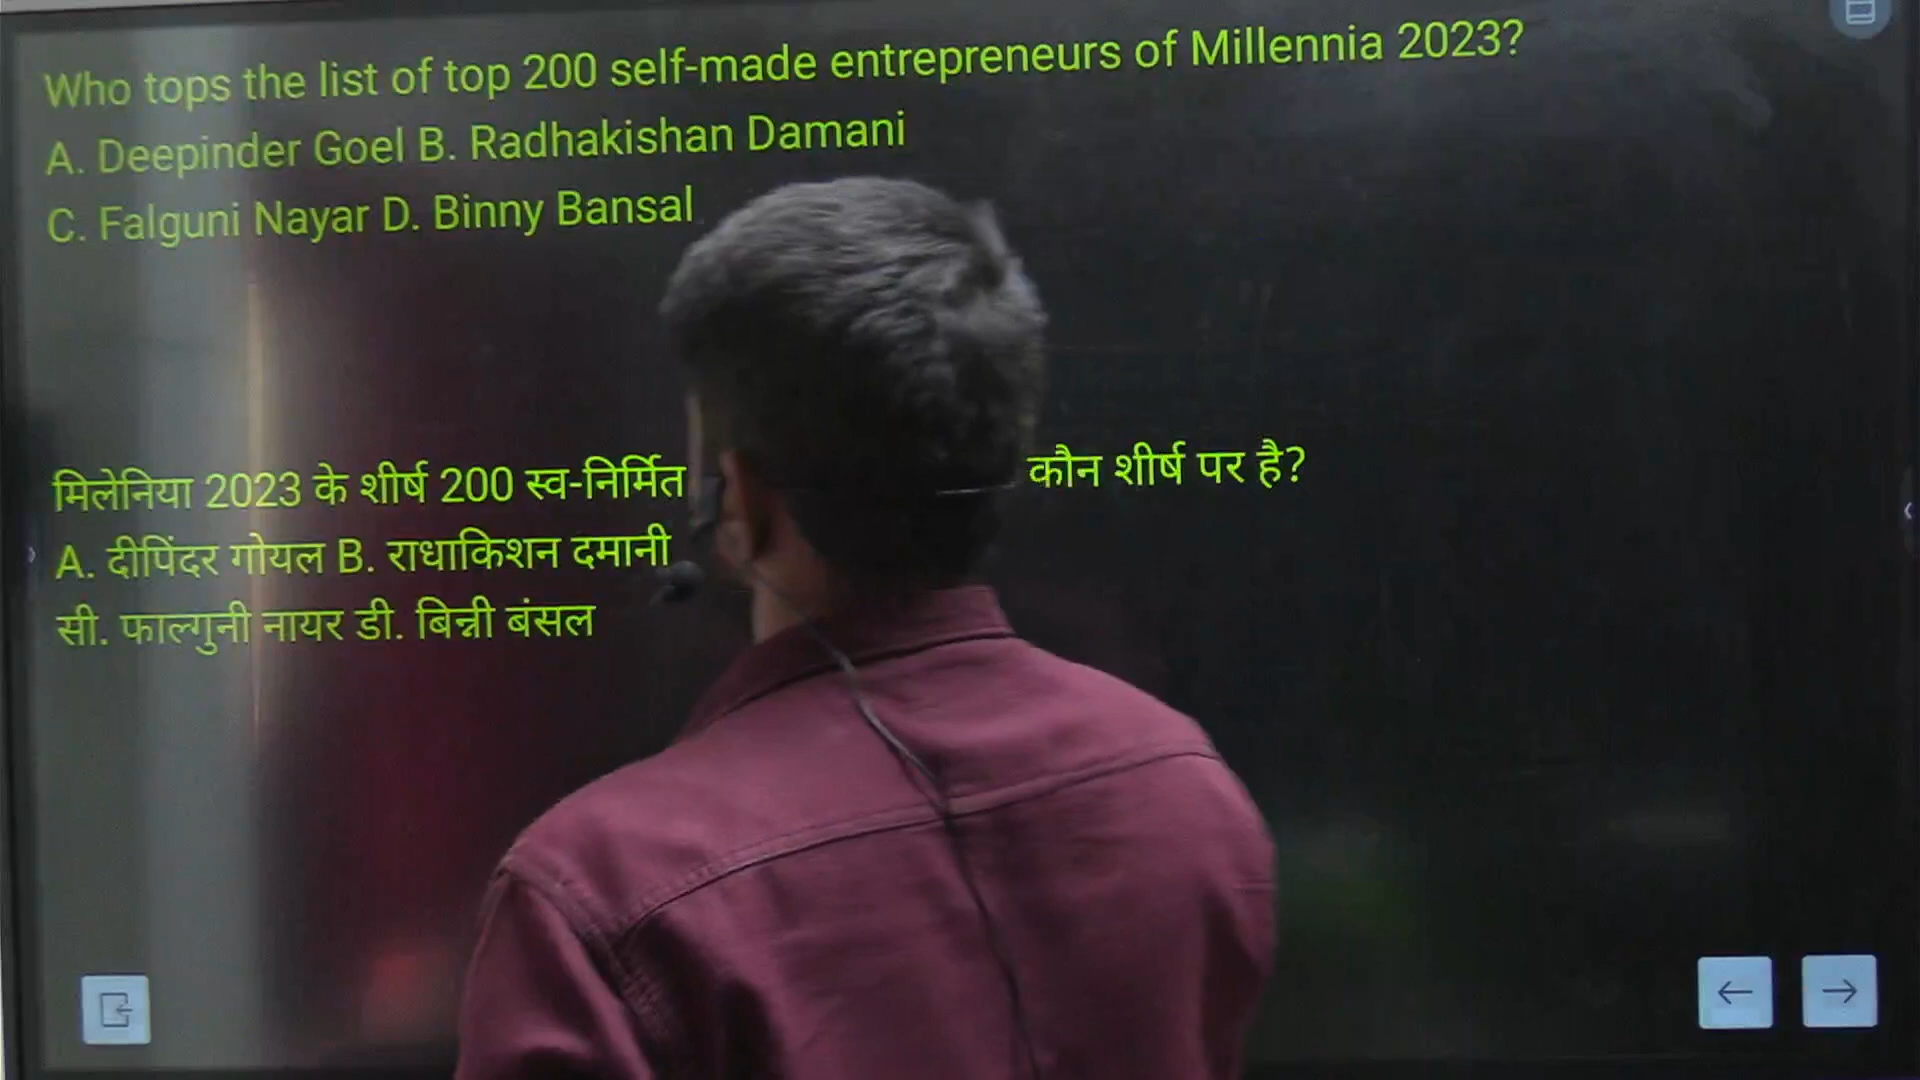 Who tops the list of top 200 self-made entrepreneurs of Millennia 2023?
A. Deepinder Goel B. Radhakishan Damani
C. Falguni Nayar D. Binny Bansal
मिलेनिया 2023 के शीर्ष 200 स्व-निर्मित कौन शीर्ष पर है?
A. दीपिंदर गोयल B. राधाकिशन दमानी
सी. फाल्गुनी नायर डी. बिन्नी बंसल